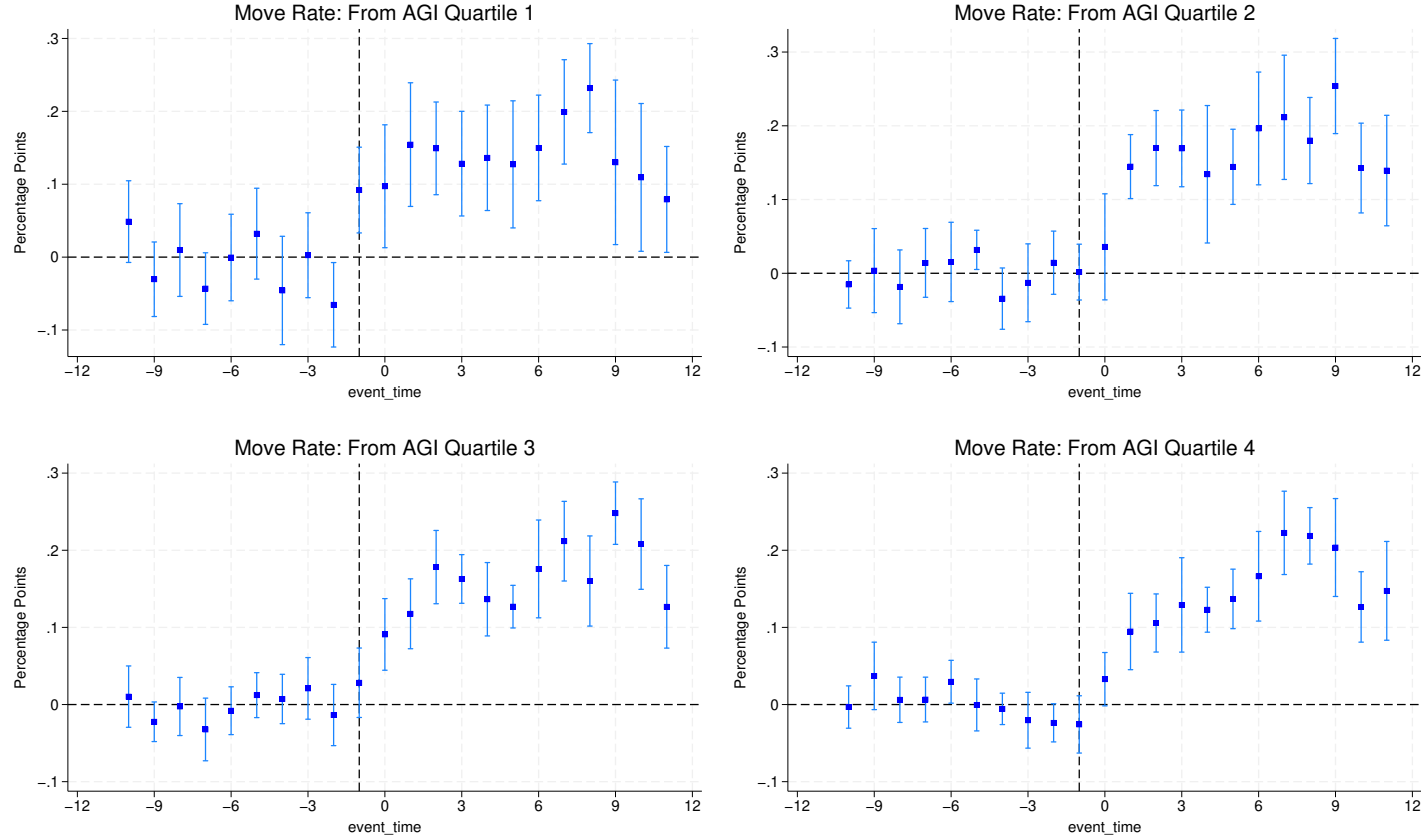 Move Rate: From AGI Quartile 1
Percentage Points
.3
.2
.1
0
−.1
−12 −9 −6 −3 0 3 6 9 12
event_time
Move Rate: From AGI Quartile 2
Percentage Points
.3
.2
.1
0
−.1
−12 −9 −6 −3 0 3 6 9 12
event_time
Move Rate: From AGI Quartile 3
Percentage Points
.3
.2
.1
0
−.1
−12 −9 −6 −3 0 3 6 9 12
event_time
Move Rate: From AGI Quartile 4
Percentage Points
.3
.2
.1
0
−.1
−12 −9 −6 −3 0 3 6 9 12
event_time